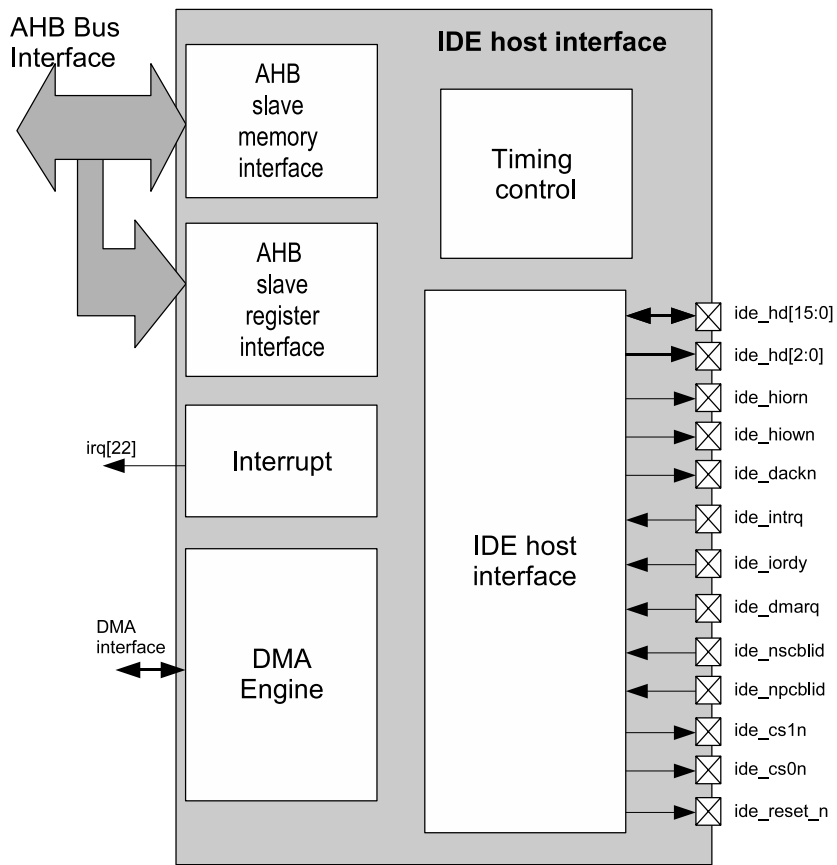 AHB Bus
Interface
IDE host interface
AHB
slave
memory
interface
Timing
control
AHB
slave
register
interface
irq[22]
Interrupt
DMA
interface
DMA
Engine
IDE host
interface
ide_hd[15:0]
ide_hd[2:0]
ide_hiorn
ide_hiown
ide_dackn
ide_intrq
ide_iordy
ide_dmarq
ide_nscblid
ide_npcblid
ide_cs1n
ide_cs0n
ide_reset_n